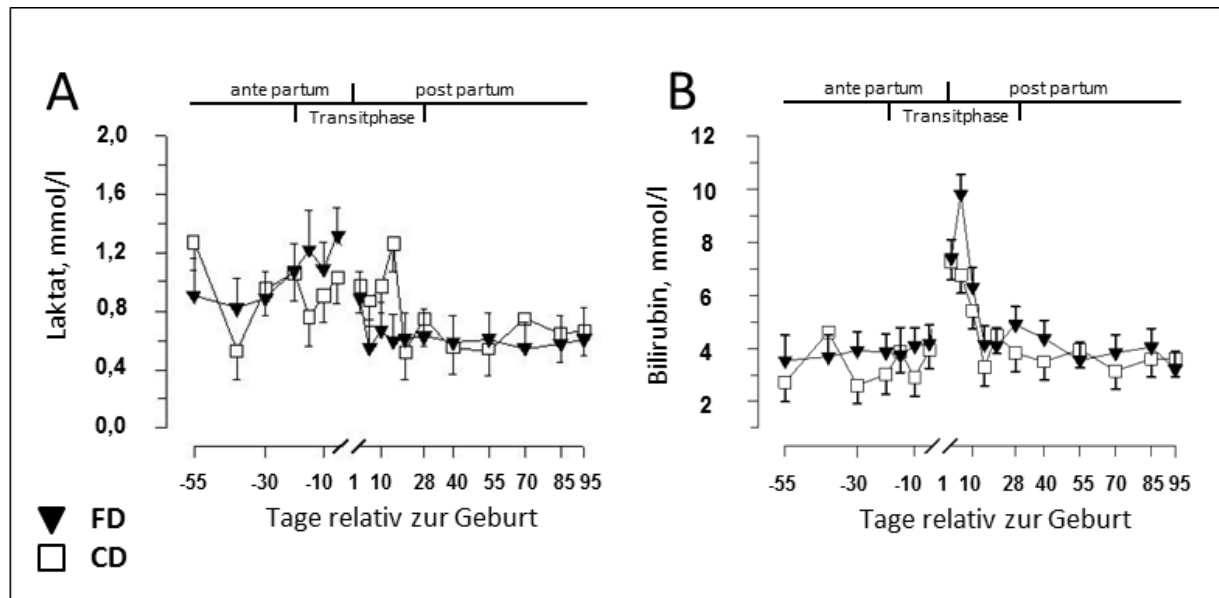 A
ante partum post partum
Transitphase
Laktat, mmol/l
2,0
1,6
1,2
0,8
0,4
0,0
-55 -30 -10 1 10 28 40 55 70 85 95
Tage relativ zur Geburt
B
ante partum post partum
Transitphase
Bilirubin, mmol/l
12
10
8
6
4
2
-55 -30 -10 1 10 28 40 55 70 85 95
Tage relativ zur Geburt
FD
CD